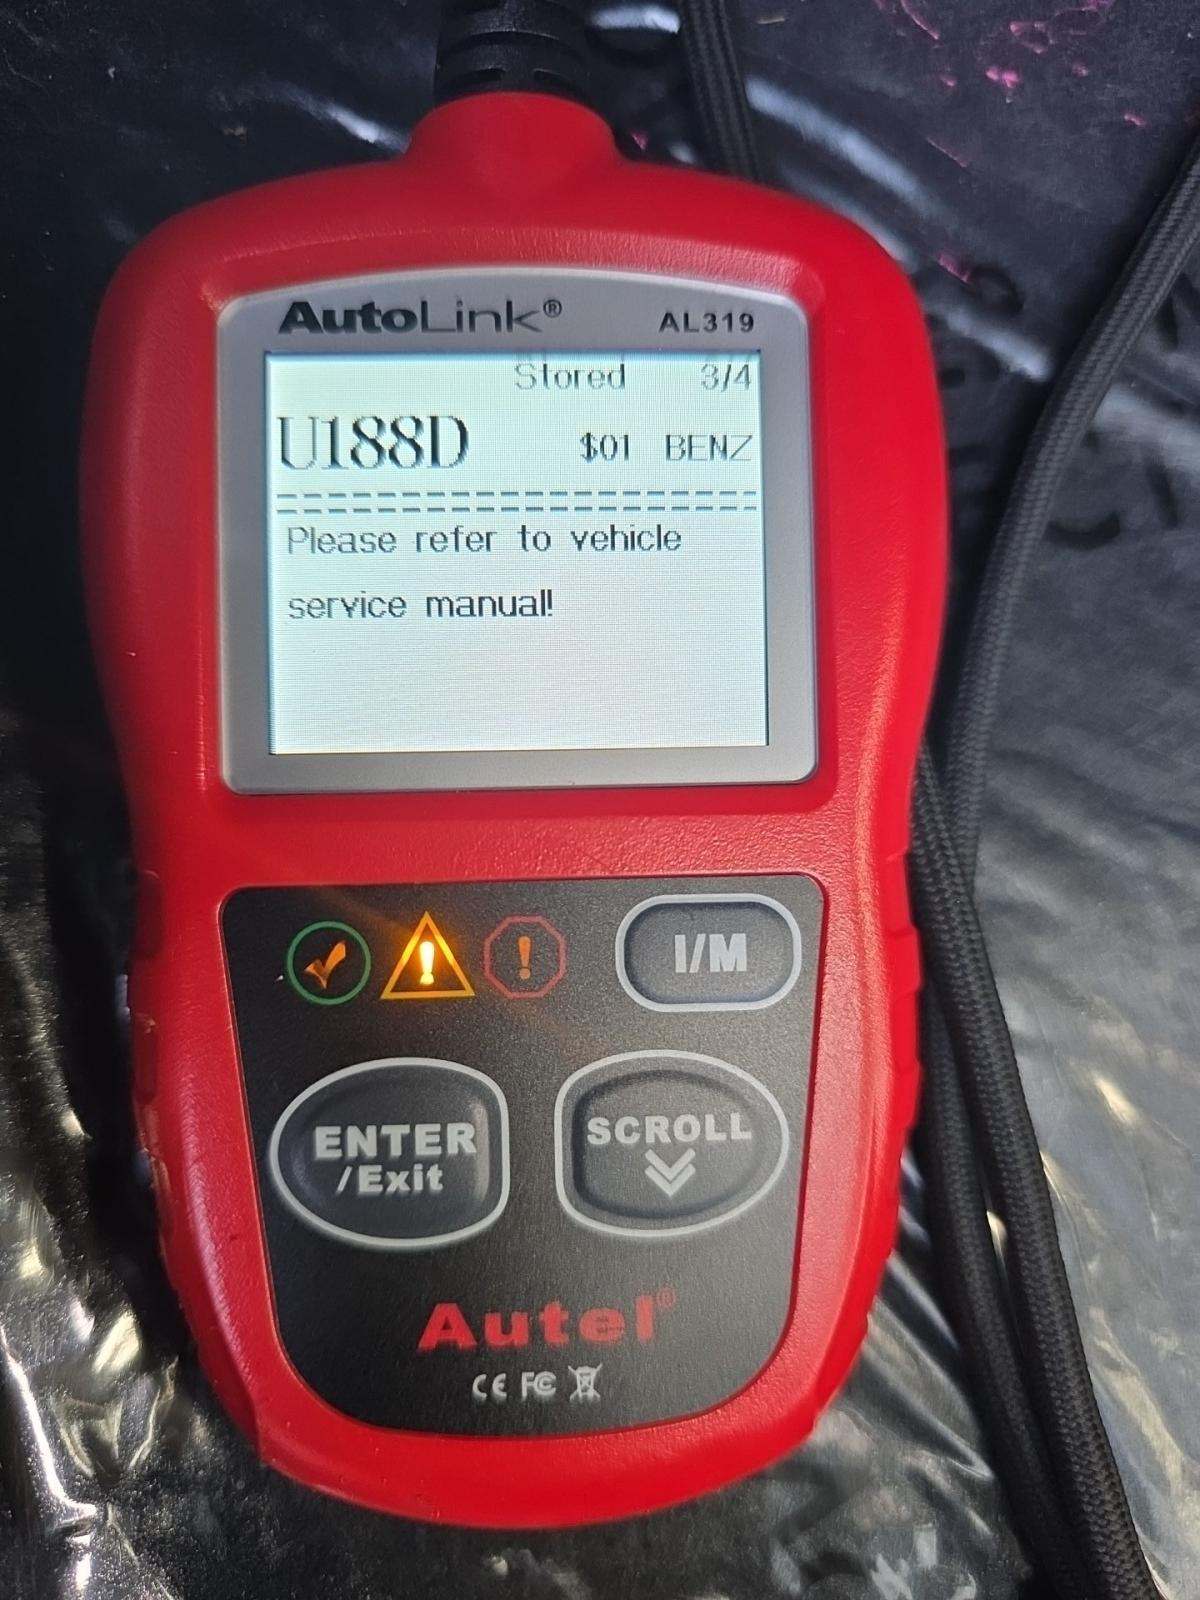 AutoLink® AL319
Stored 3/4
U188D $01 BENZ
Please refer to vehicle
service manual!
I/M
ENTER
/Exit
SCROLL
Autel®
CE FC